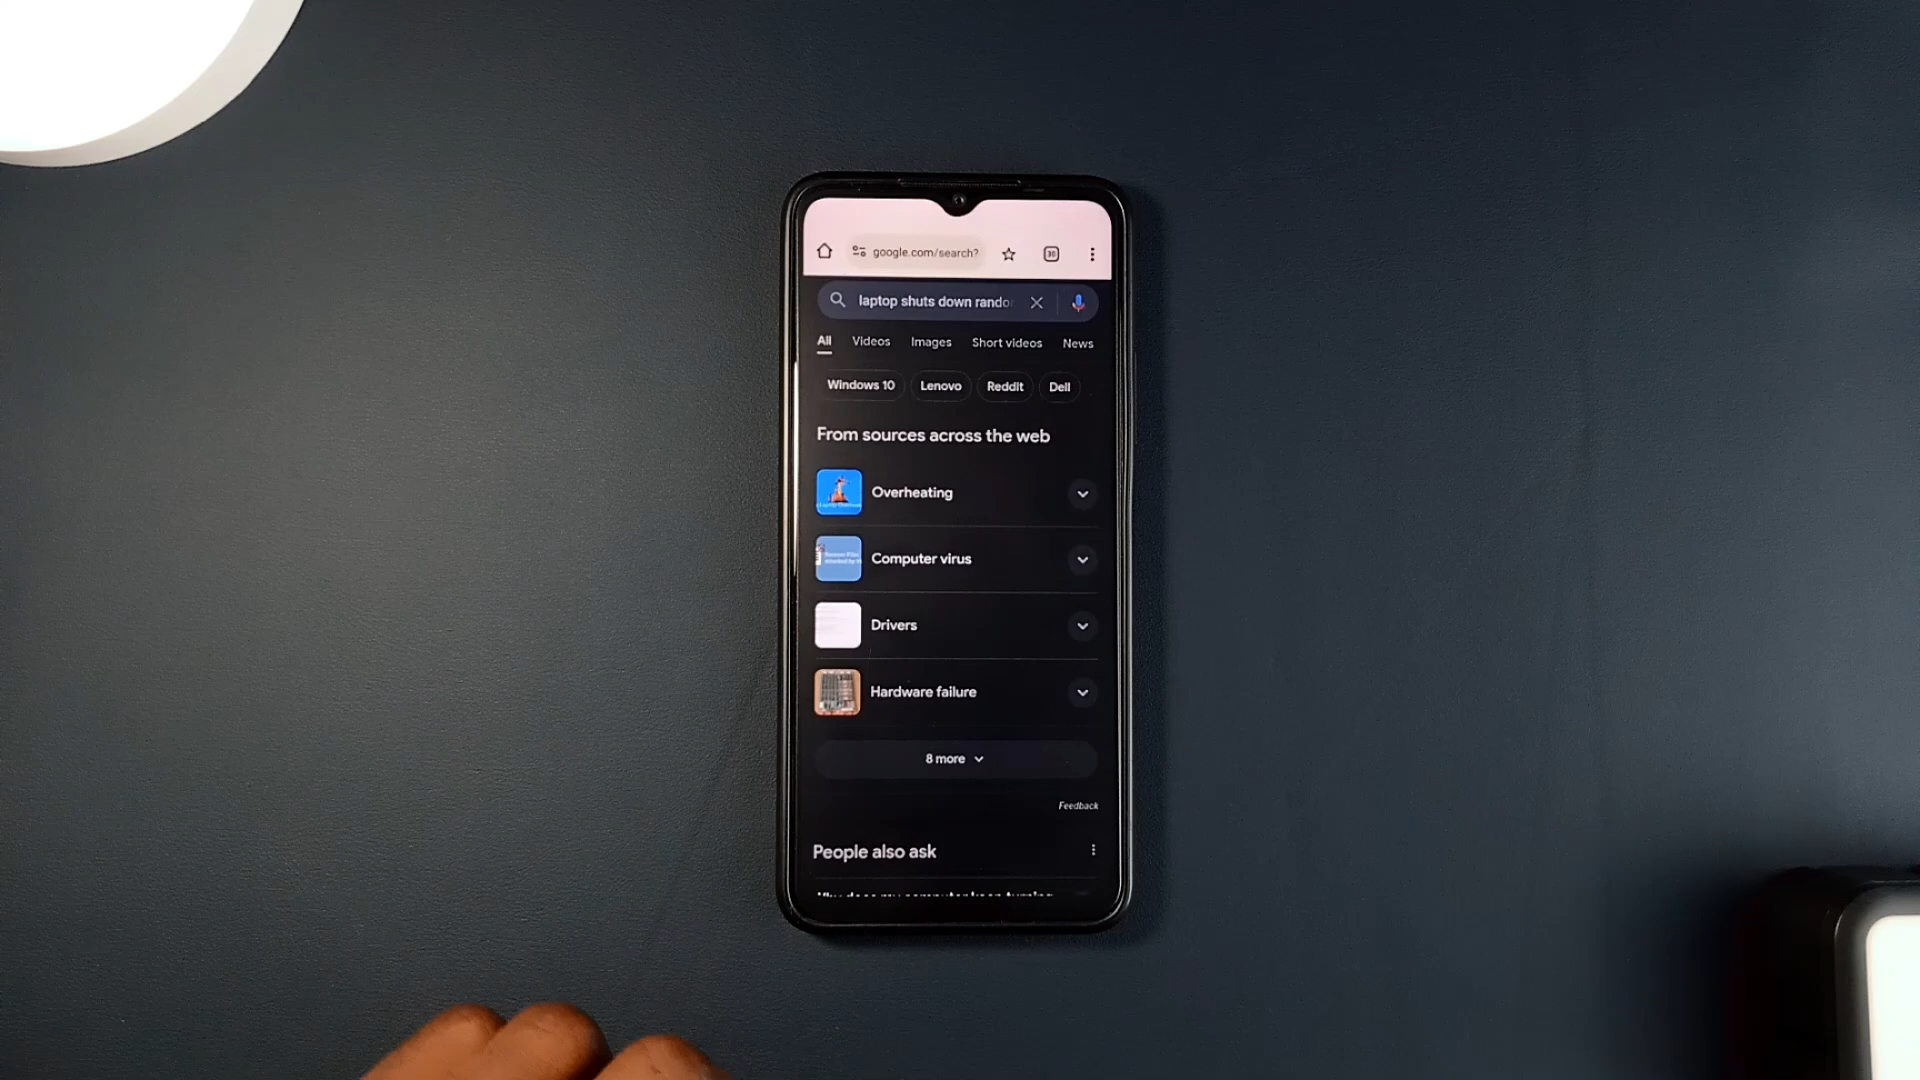 google.com/search?
30
laptop shuts down rando
All Videos Images Short videos News
Windows 10 Lenovo Reddit Dell
From sources across the web
Overheating
Computer virus
Drivers
Hardware failure
8 more
Feedback
People also ask